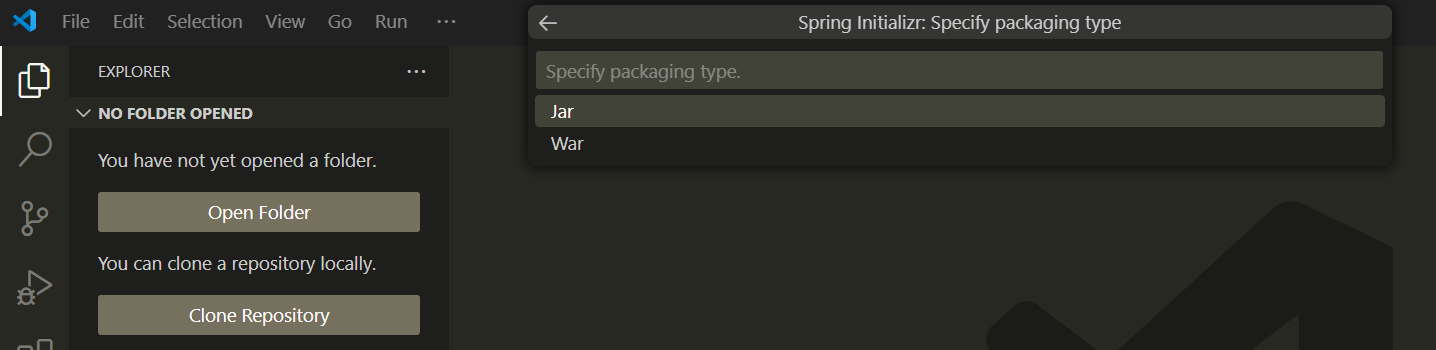 File Edit Selection View Go Run ···
Spring Initializr: Specify packaging type
Specify packaging type.
Jar
War
EXPLORER ···
NO FOLDER OPENED
You have not yet opened a folder.
Open Folder
You can clone a repository locally.
Clone Repository